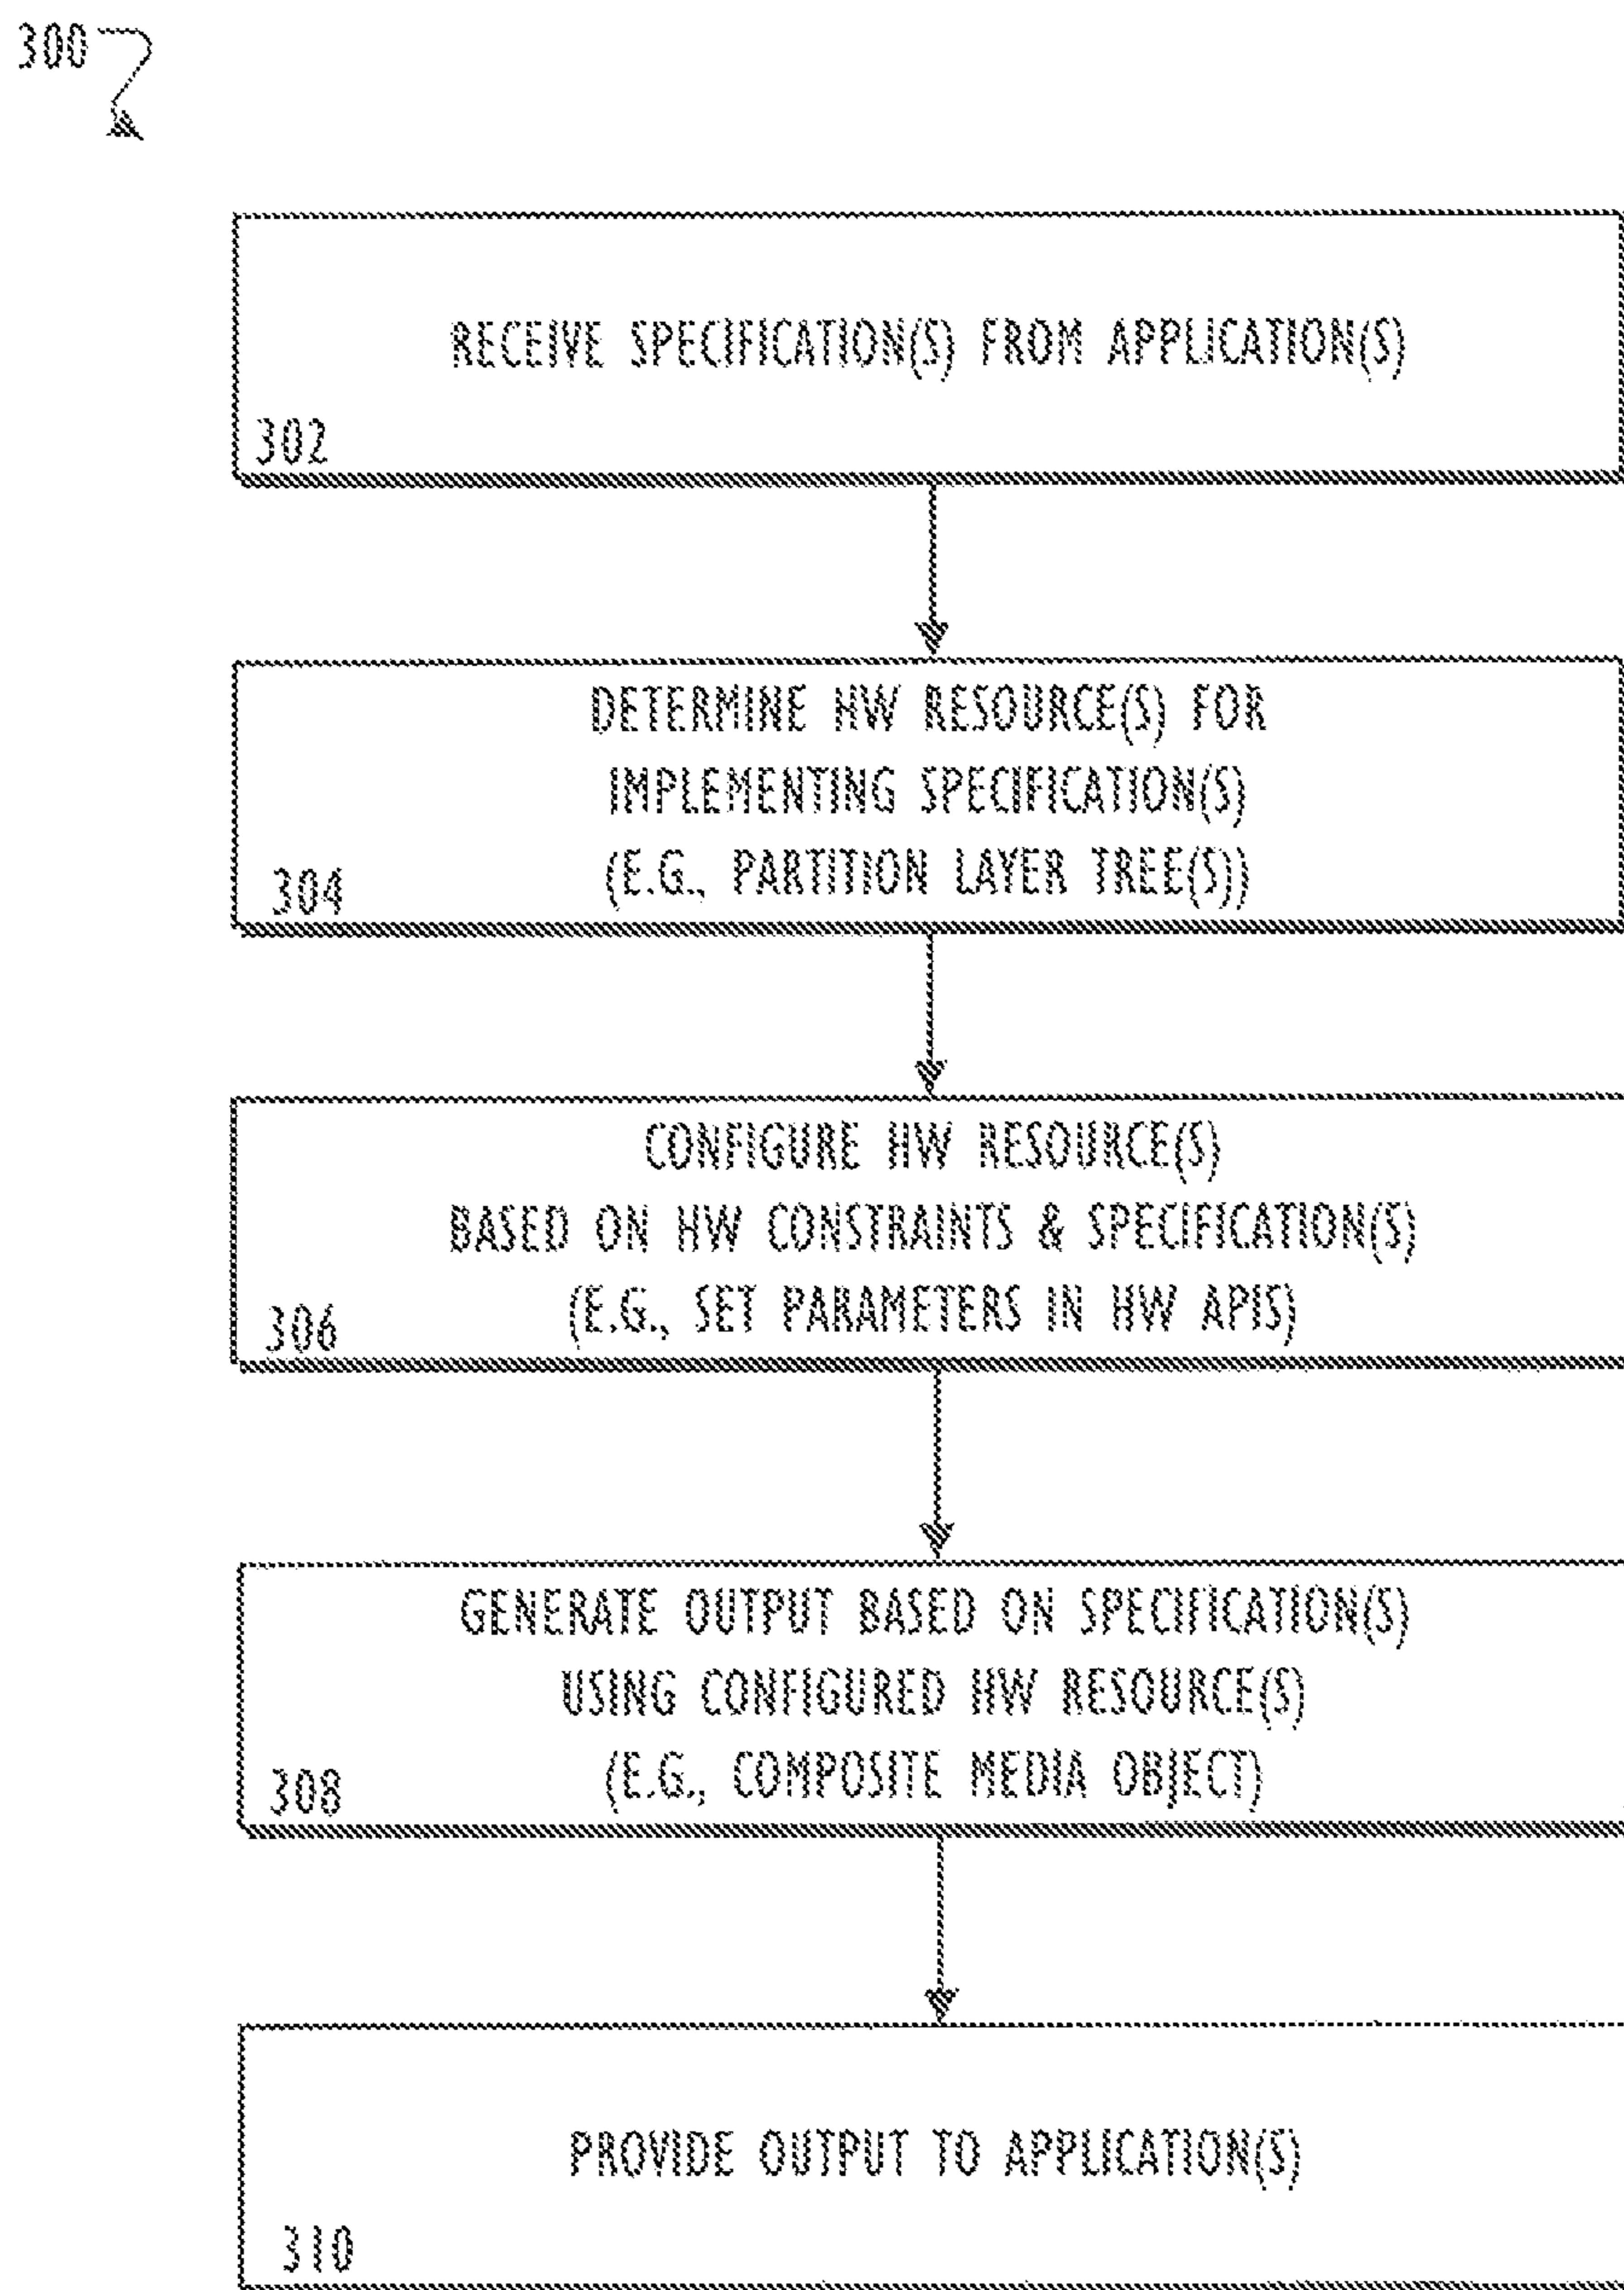 300
RECEIVE SPECIFICATION(S) FROM APPLICATION(S)
302
DETERMINE HW RESOURCE(S) FOR
IMPLEMENTING SPECIFICATION(S)
(E.G., PARTITION LAYER TREE(S))
304
CONFIGURE HW RESOURCE(S)
BASED ON HW CONSTRAINTS & SPECIFICATION(S)
(E.G., SET PARAMETERS IN HW APIS)
306
GENERATE OUTPUT BASED ON SPECIFICATION(S)
USING CONFIGURED HW RESOURCE(S)
(E.G., COMPOSITE MEDIA OBJECT)
308
PROVIDE OUTPUT TO APPLICATION(S)
310